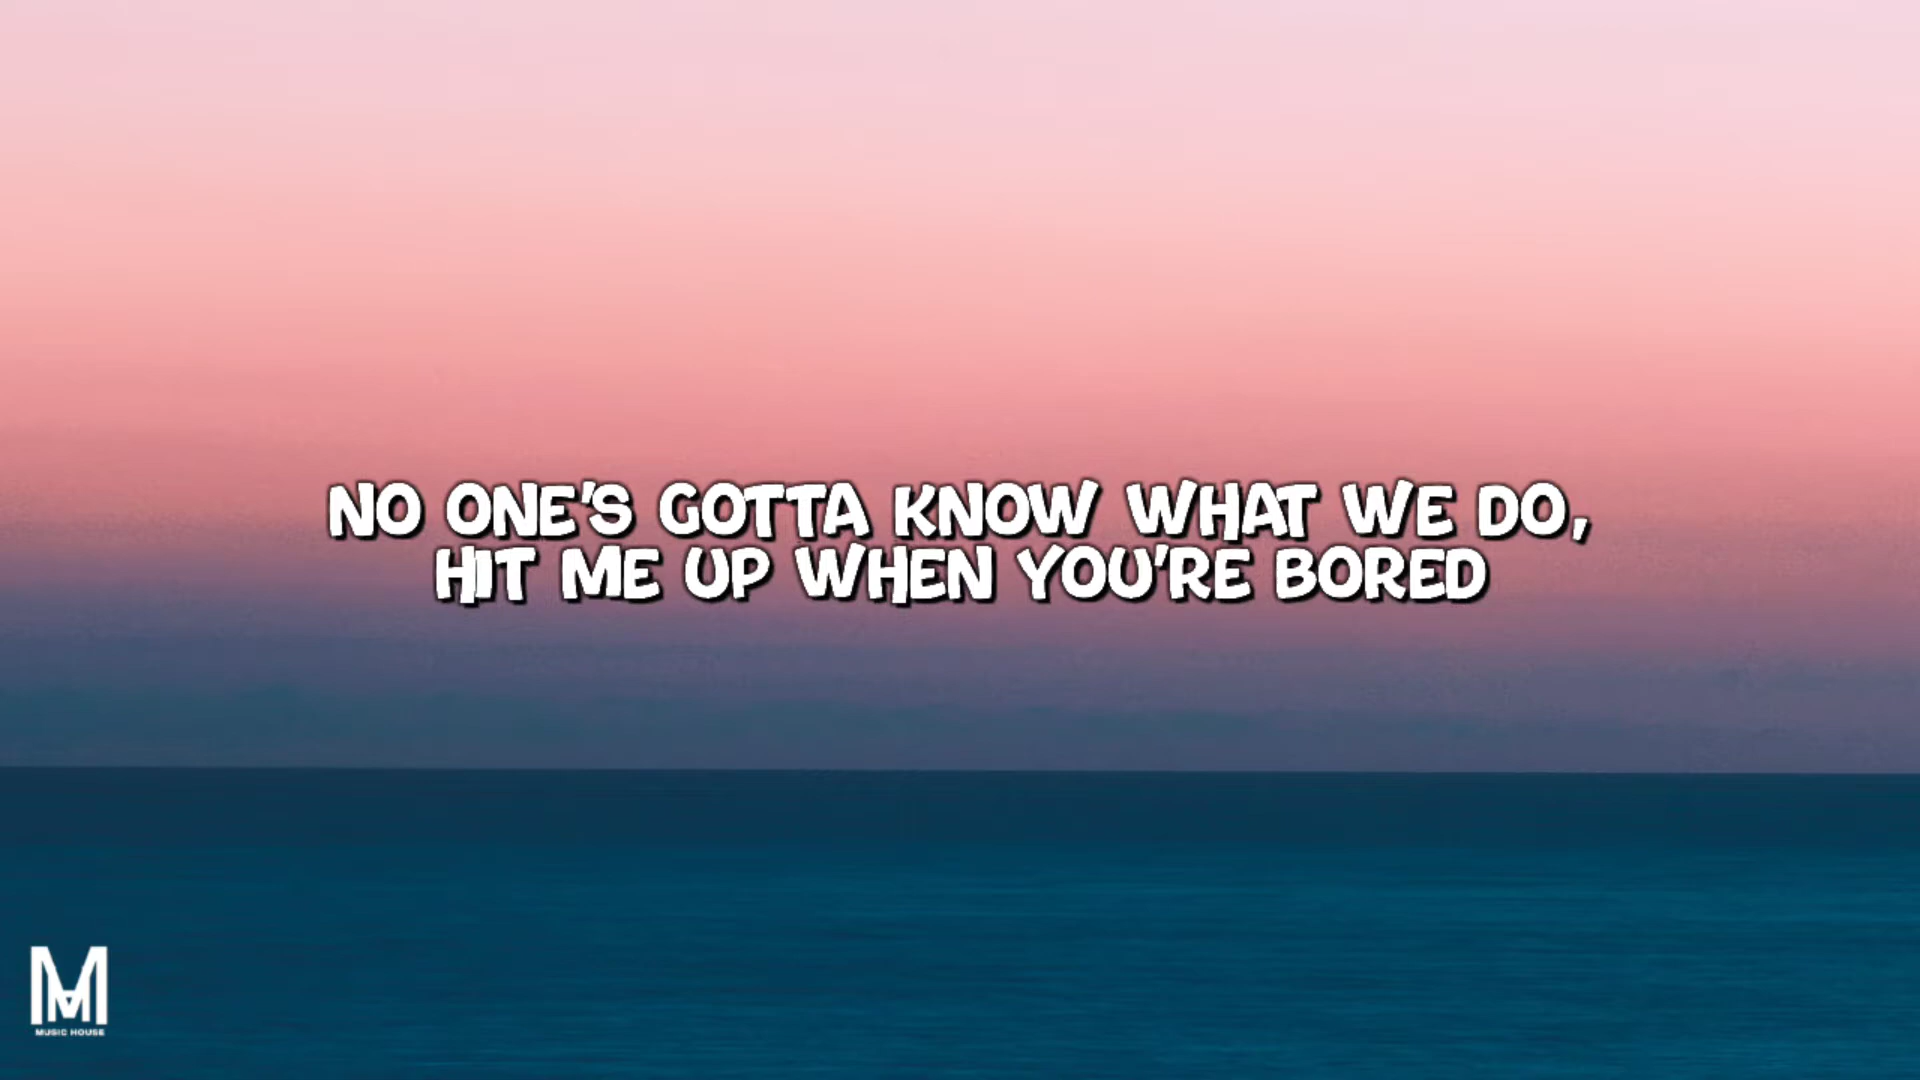 NO ONE'S GOTTA KNOW WHAT WE DO,
HIT ME UP WHEN YOU'RE BORED
MUSIC HOUSE